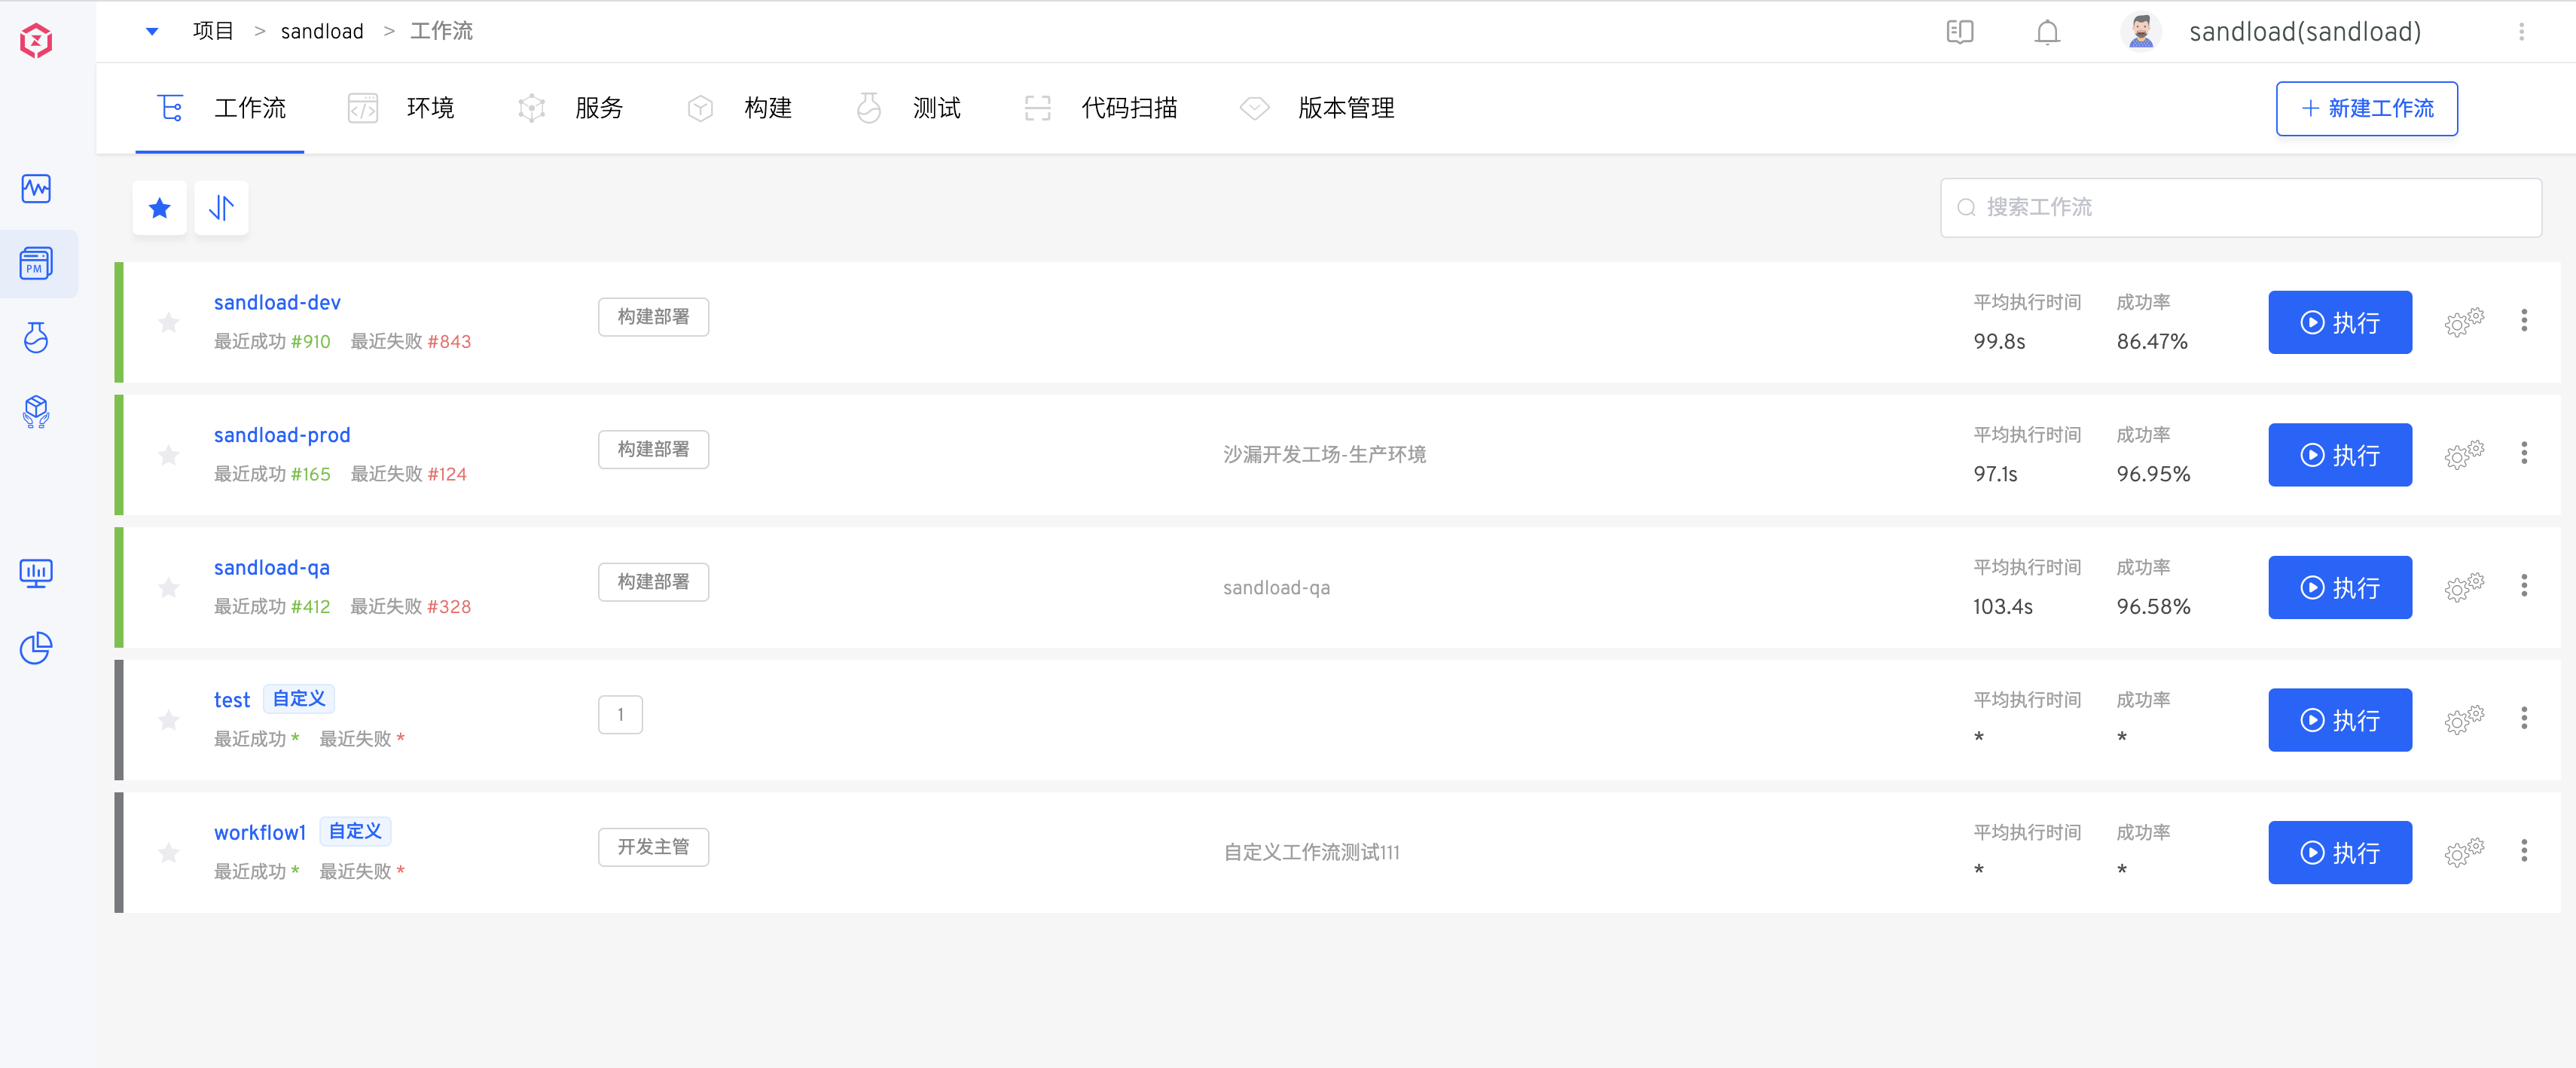 项目 > sandload > 工作流
sandload(sandload)
工作流 环境 服务 构建 测试 代码扫描 版本管理
+ 新建工作流
搜索工作流
sandload-dev
最近成功 #910 最近失败 #843
构建部署
平均执行时间 成功率
99.8s 86.47%
执行
sandload-prod
最近成功 #165 最近失败 #124
构建部署
沙漏开发工场-生产环境
平均执行时间 成功率
97.1s 96.95%
执行
sandload-qa
最近成功 #412 最近失败 #328
构建部署
sandload-qa
平均执行时间 成功率
103.4s 96.58%
执行
test 自定义
最近成功 * 最近失败 *
1
平均执行时间 成功率
* *
执行
workflow1 自定义
最近成功 * 最近失败 *
开发主管
自定义工作流测试111
平均执行时间 成功率
* *
执行
PM